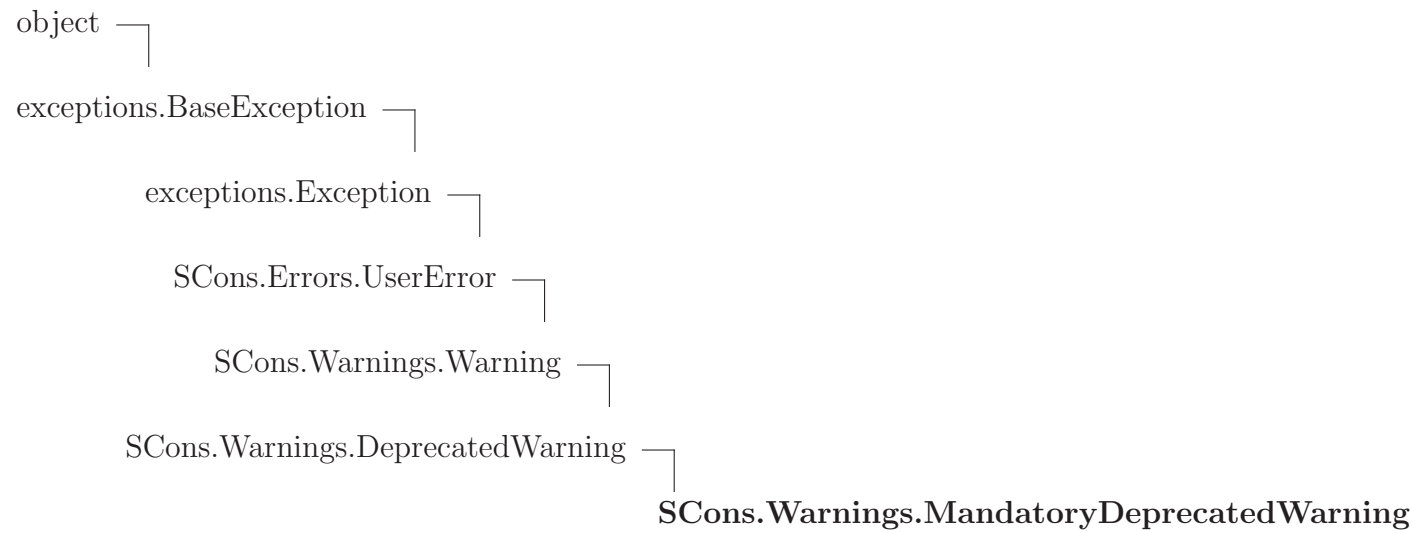 object
exceptions.BaseException
exceptions.Exception
SCons.Errors.UserError
SCons.Warnings.Warning
SCons.Warnings.DeprecatedWarning
SCons.Warnings.MandatoryDeprecatedWarning